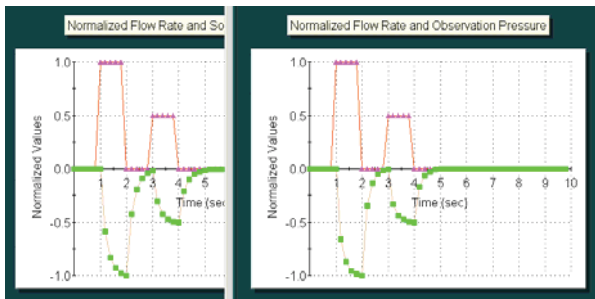 Normalized Flow Rate and So
Normalized Values
1.0
0.5
0.0
-0.5
-1.0
1 2 3 4 5
Time (sec
Normalized Flow Rate and Observation Pressure
Normalized Values
1.0
0.5
0.0
-0.5
-1.0
1 2 3 4 5 6 7 8 9 10
Time (sec)